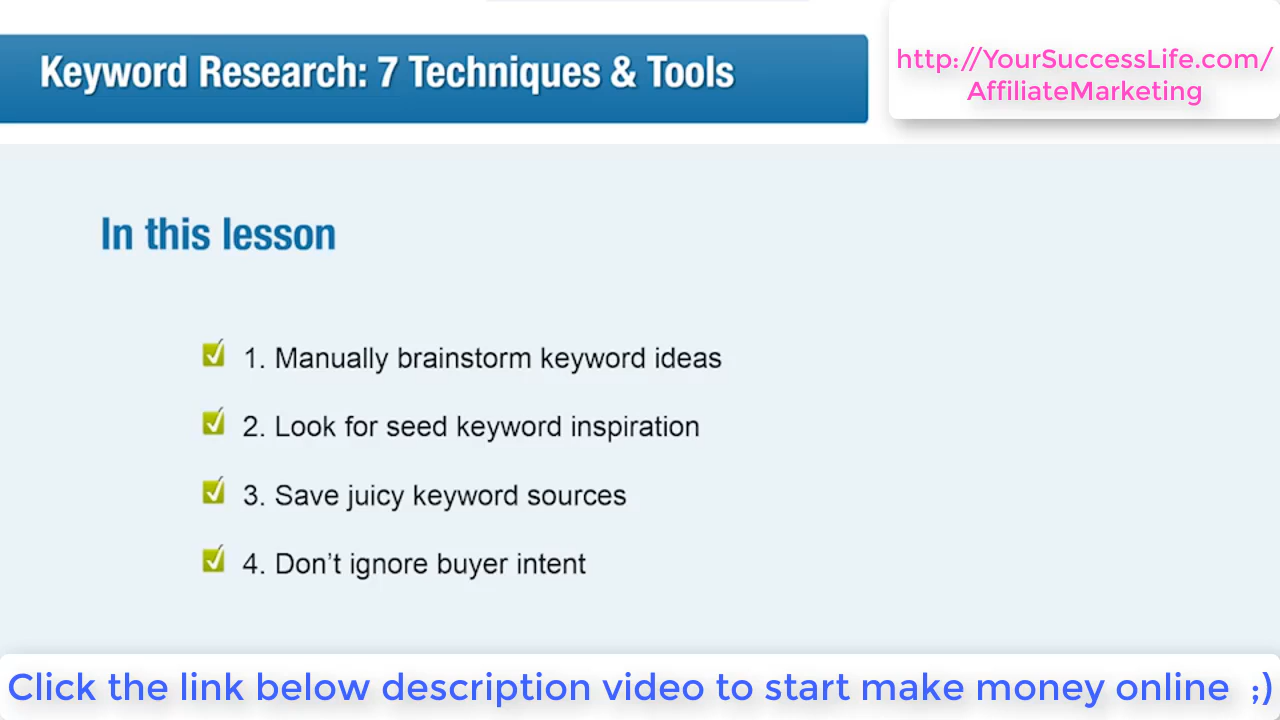 Keyword Research: 7 Techniques & Tools
http://YourSuccessLife.com/
AffiliateMarketing
In this lesson
1. Manually brainstorm keyword ideas
2. Look for seed keyword inspiration
3. Save juicy keyword sources
4. Don’t ignore buyer intent
Click the link below description video to start make money online ;)